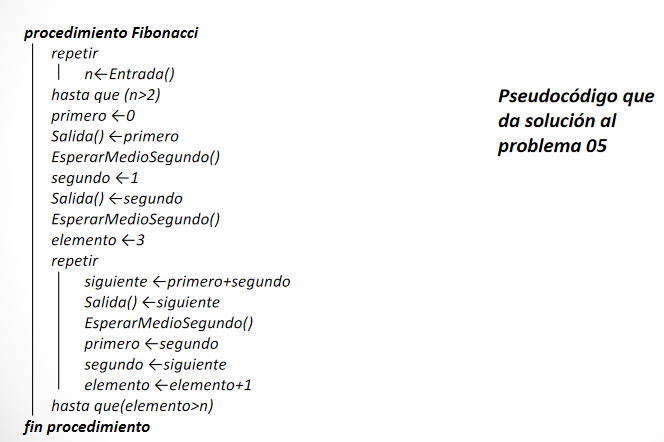 procedimiento Fibonacci
repetir
n←Entrada()
hasta que (n>2)
primero ←0
Salida() ←primero
EsperarMedioSegundo()
segundo ←1
Salida() ←segundo
EsperarMedioSegundo()
elemento ←3
repetir
siguiente ←primero+segundo
Salida() ←siguiente
EsperarMedioSegundo()
primero ←segundo
segundo ←siguiente
elemento ←elemento+1
hasta que(elemento>n)
fin procedimiento
Pseudocódigo que
da solución al
problema 05